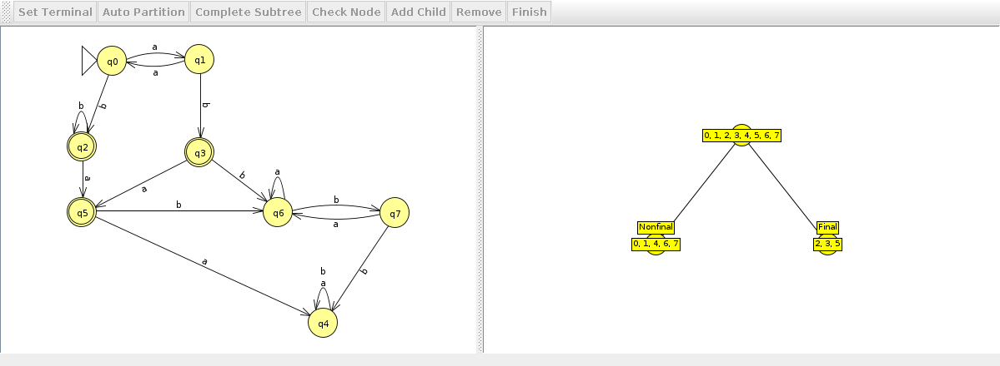 Set Terminal Auto Partition Complete Subtree Check Node Add Child Remove Finish
a
q0 q1
a
b b
b
q2 q3
a
b
a
a
b
q5 b q6 b q7
a
a
b
b
a
q4
0, 1, 2, 3, 4, 5, 6, 7
Nonfinal Final
0, 1, 4, 6, 7 2, 3, 5